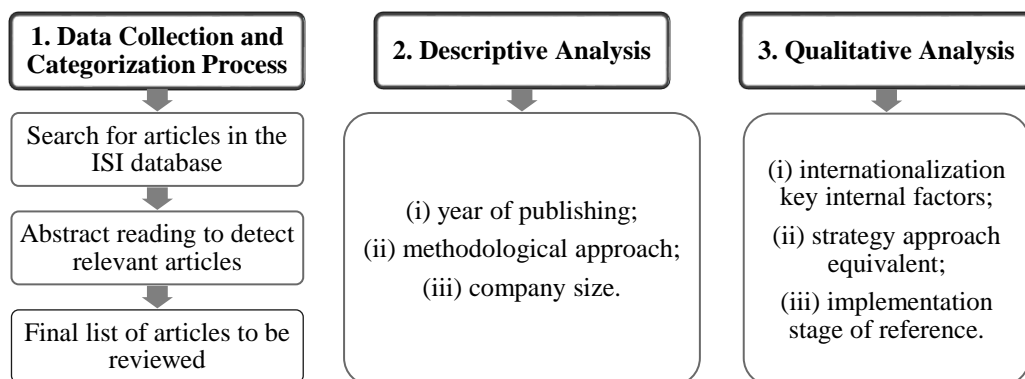 1. Data Collection and
Categorization Process
Search for articles in the
ISI database
Abstract reading to detect
relevant articles
Final list of articles to be
reviewed
2. Descriptive Analysis
(i) year of publishing;
(ii) methodological approach;
(iii) company size.
3. Qualitative Analysis
(i) internationalization
key internal factors;
(ii) strategy approach
equivalent;
(iii) implementation
stage of reference.